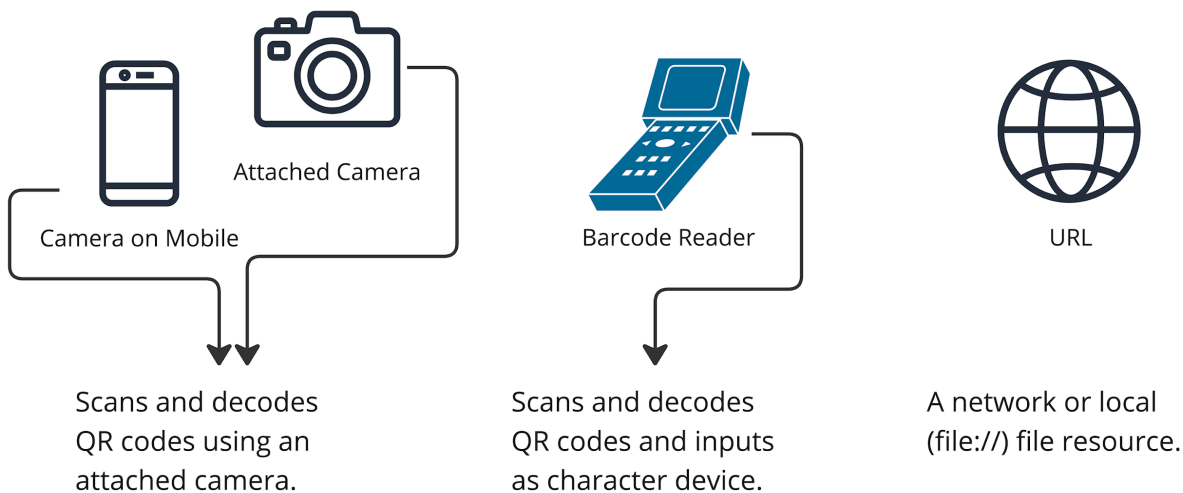 Attached Camera
Camera on Mobile
Barcode Reader
URL
Scans and decodes
QR codes using an
attached camera.
Scans and decodes
QR codes and inputs
as character device.
A network or local
(file://) file resource.